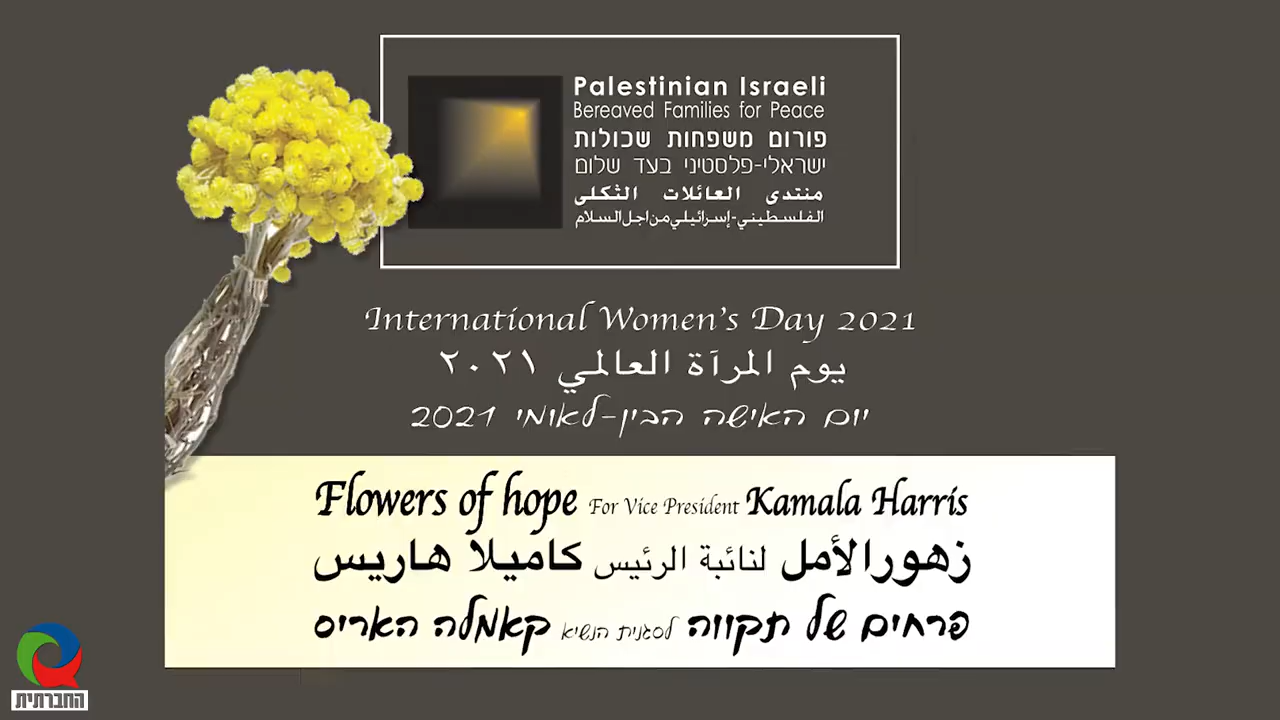 Palestinian Israeli
Bereaved Families for Peace
פורום משפחות שכולות
ישראלי-פלסטיני בעד שלום
منتدى العائلات الثكلى
الفلسطيني-إسرائيلي من اجل السلام
International Women's Day 2021
يوم المرآة العالمي ٢٠٢١
יום האישה הבין-לאומי 2021
Flowers of hope For Vice President Kamala Harris
زهور الأمل لنائبة الرئيس كاميلا هاريس
פרחים של תקווה לסגנית הנשיא קאמלה האריס
החברתית